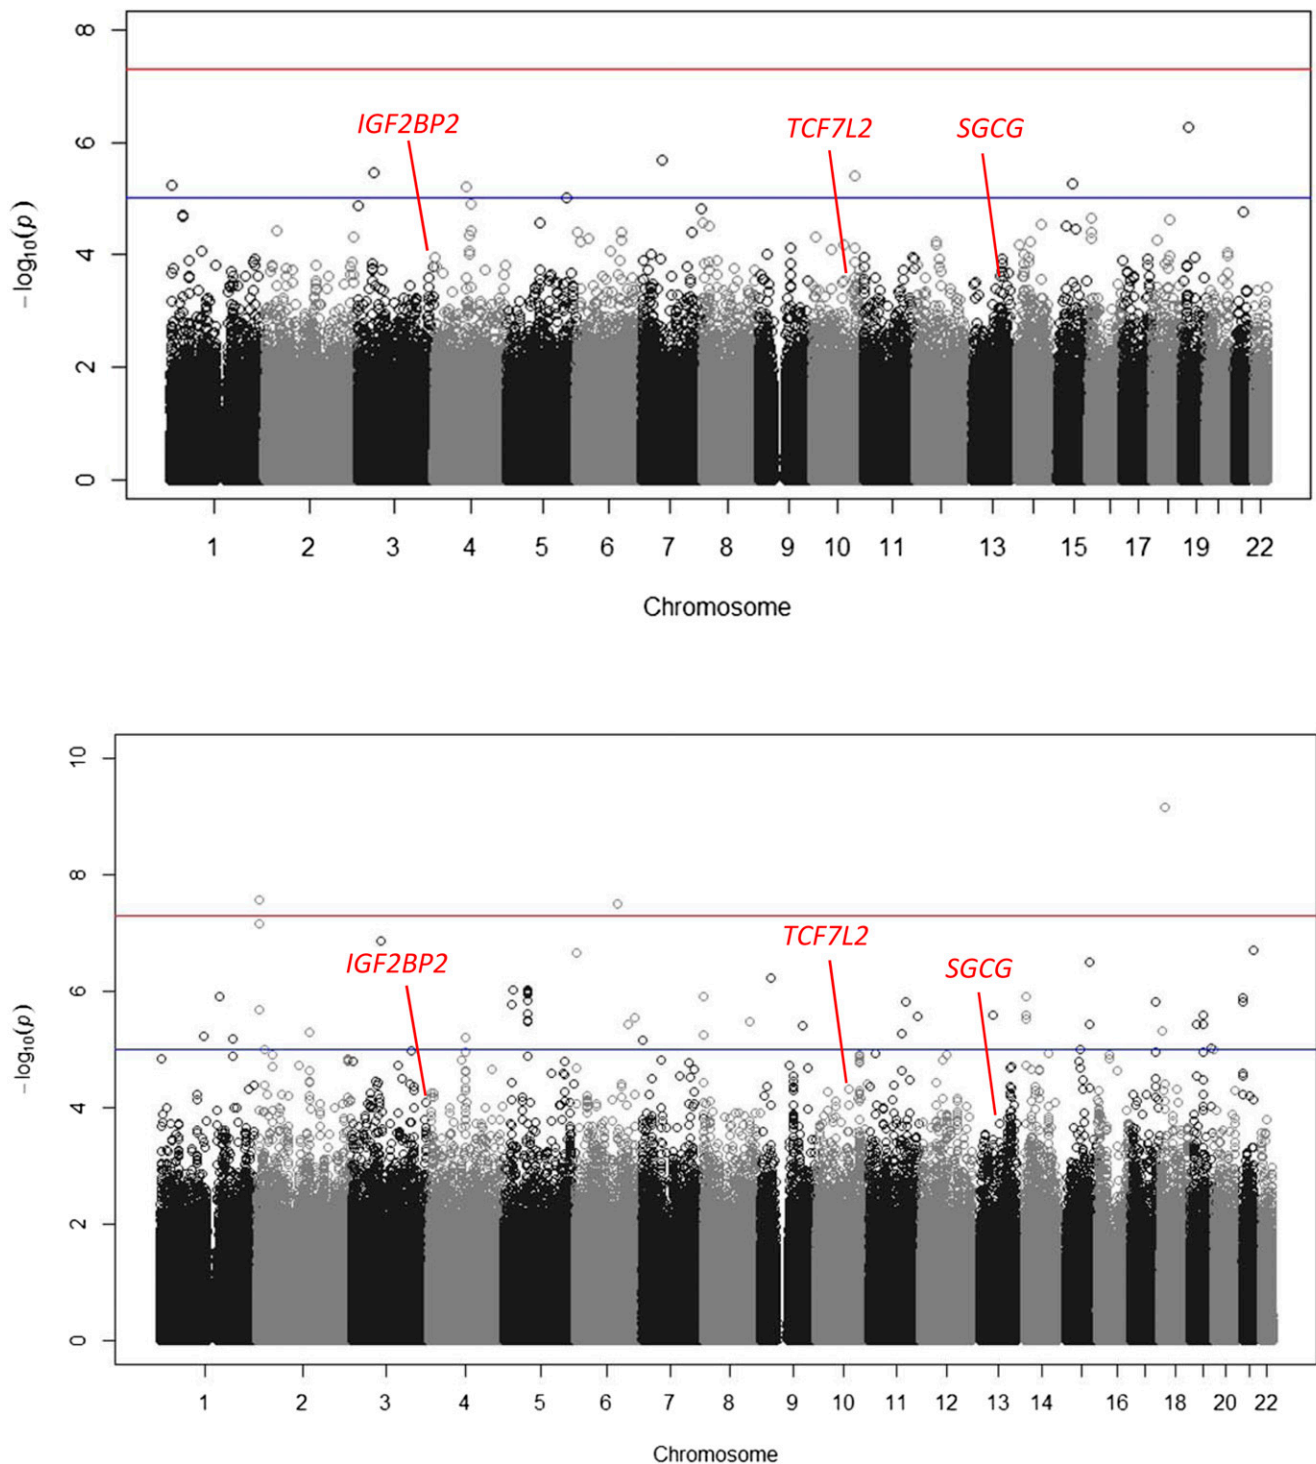 8
6
4
2
0
−log10(p)
IGF2BP2
TCF7L2
SGCG
1 2 3 4 5 6 7 8 9 10 11 13 15 17 19 22
Chromosome
10
8
6
4
2
0
−log10(p)
TCF7L2
IGF2BP2
SGCG
1 2 3 4 5 6 7 8 9 10 11 12 13 14 16 18 20 22
Chromosome